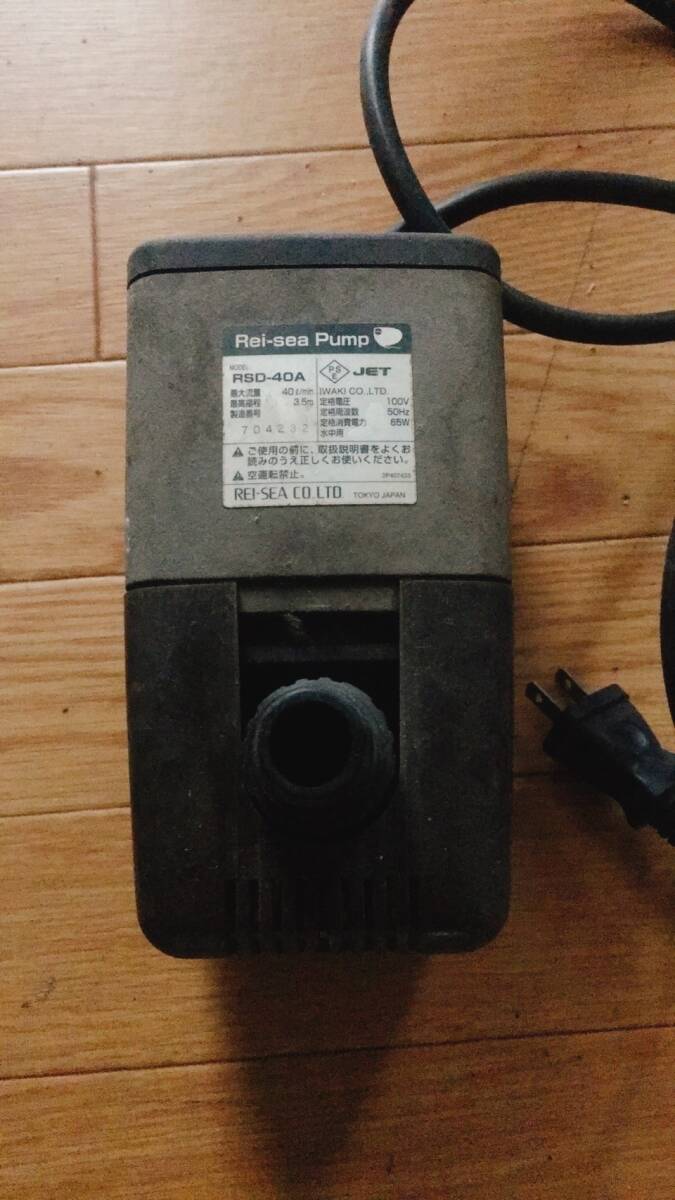 Rei-sea Pump
MODEL
RSD-40A
最大流量 40ℓ/min
最高揚程 3.5m
製造番号
704232
PS
E
JET
IWAKI CO.,LTD.
定格電圧 100V
定格周波数 50Hz
定格消費電力 65W
水中用
ご使用の前に、取扱説明書をよくお
読みのうえ正しくお使いください。
空運転禁止。
REI-SEA CO.LTD. TOKYO JAPAN